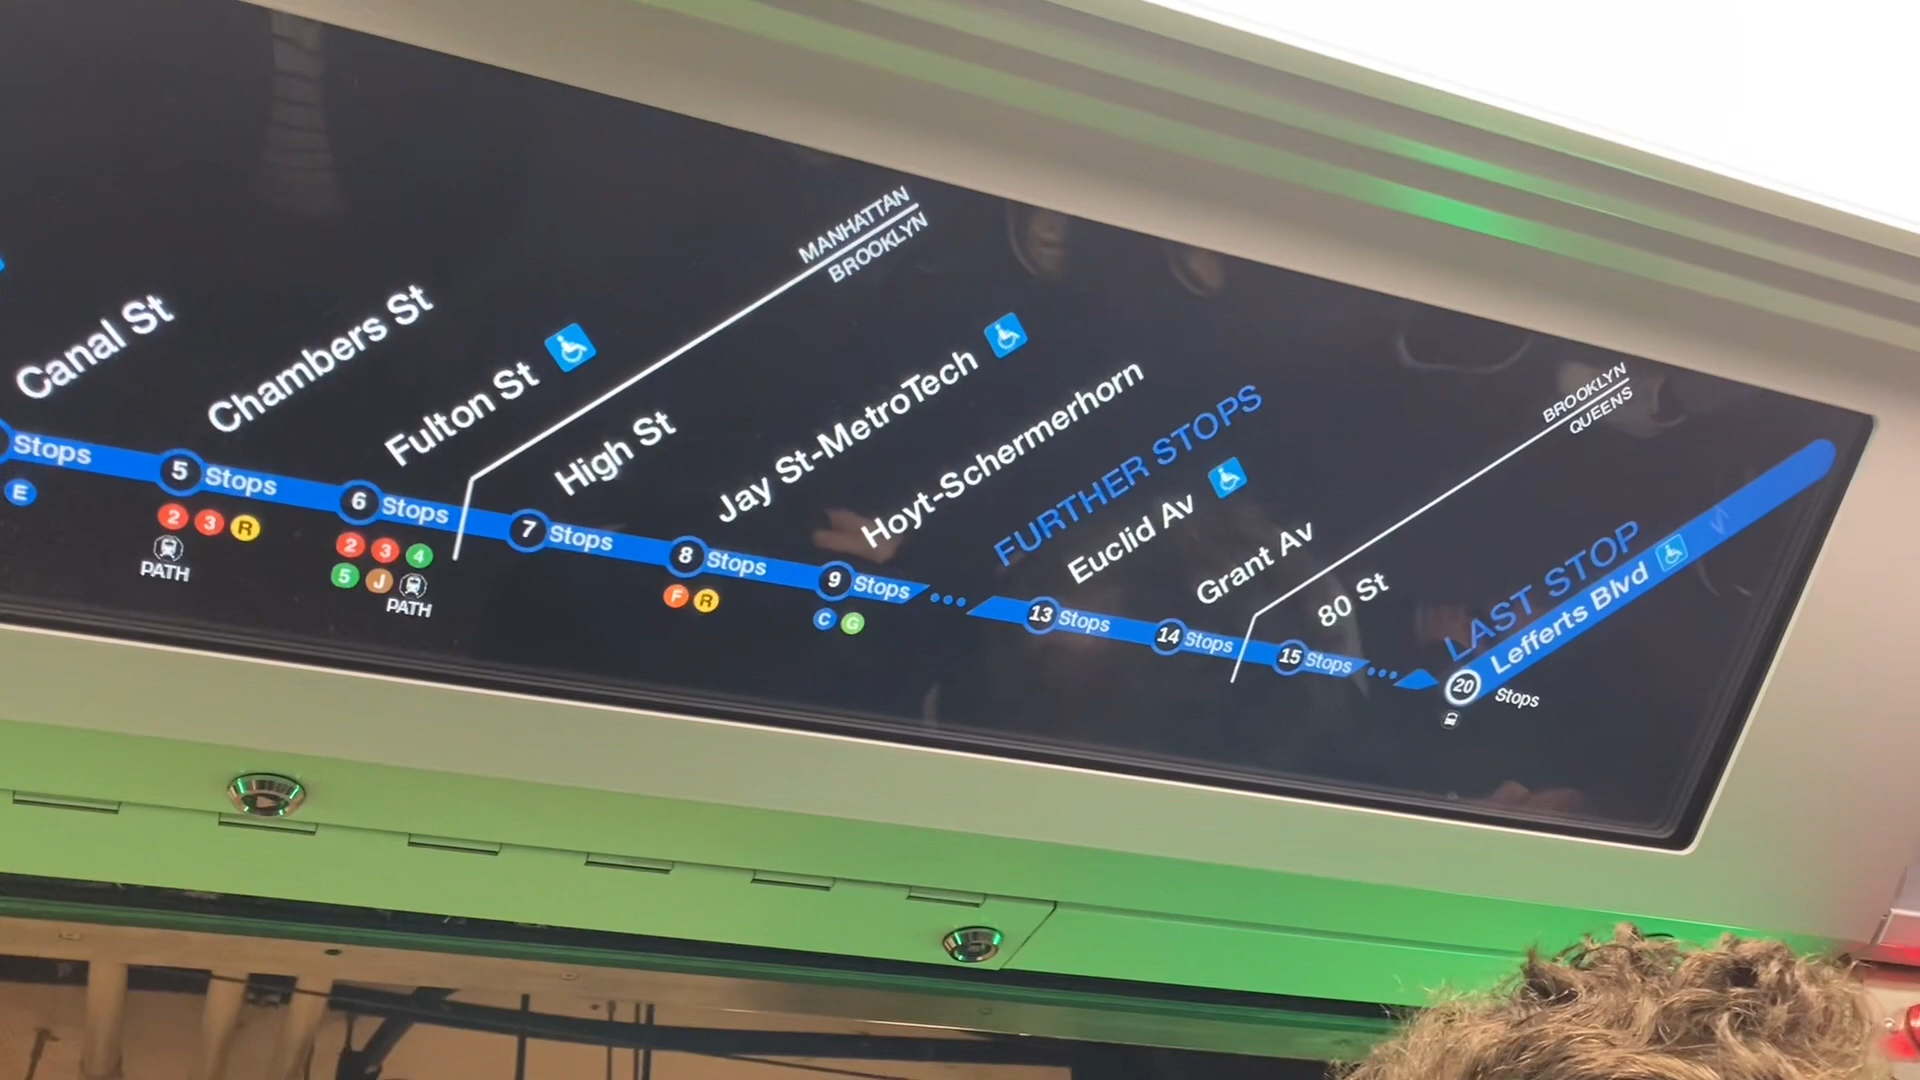 Canal St
Stops
E
Chambers St
5 Stops
2 3 R
PATH
Fulton St
6 Stops
2 3 4
5 J
PATH
MANHATTAN
BROOKLYN
High St
7 Stops
Jay St-MetroTech
8 Stops
F R
Hoyt-Schermerhorn
9 Stops
C G
FURTHER STOPS
Euclid Av
13 Stops
Grant Av
14 Stops
BROOKLYN
QUEENS
80 St
15 Stops
LAST STOP
Lefferts Blvd
20 Stops